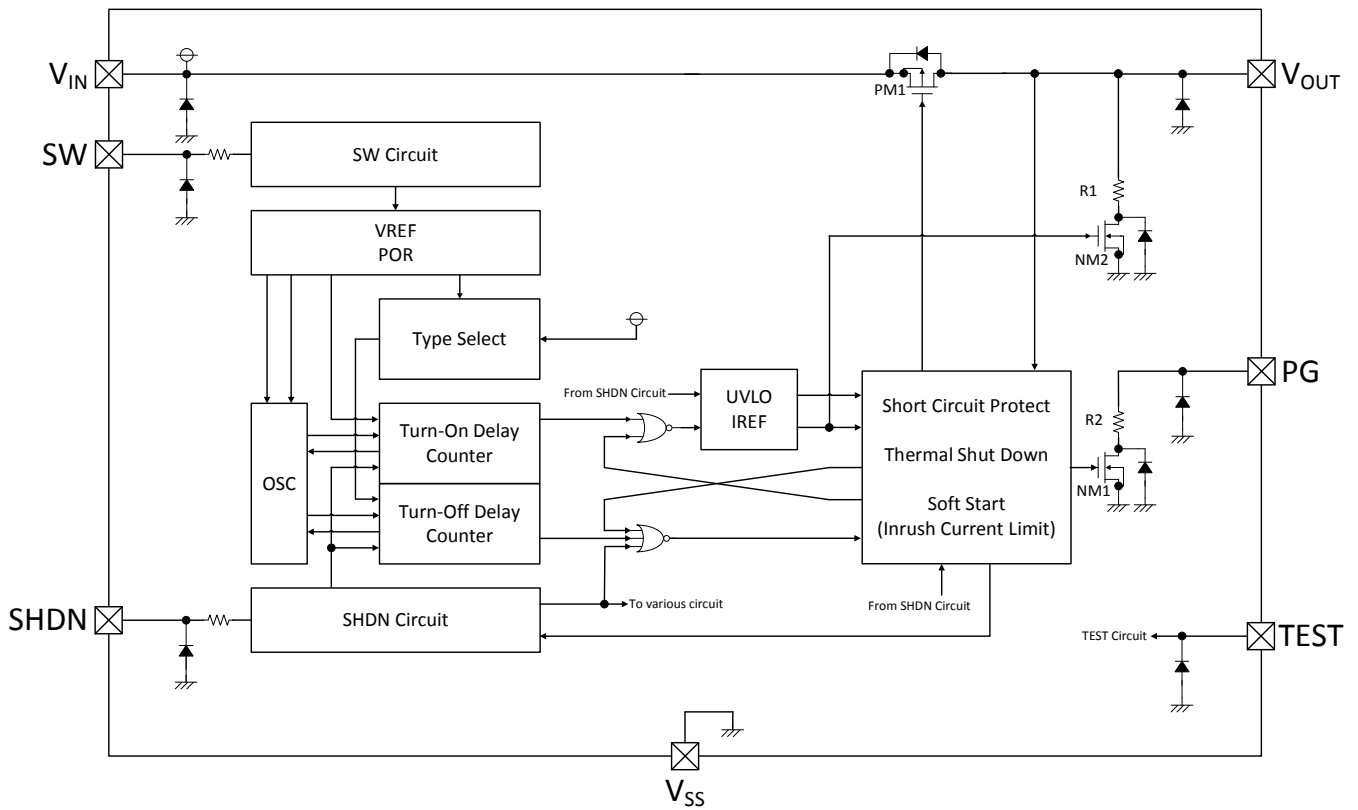 VIN
PM1
VOUT
SW
SW Circuit
R1
VREF
POR
NM2
Type Select
From SHDN Circuit
UVLO
IREF
PG
Short Circuit Protect
Thermal Shut Down
Soft Start
(Inrush Current Limit)
R2
NM1
OSC
Turn-On Delay
Counter
Turn-Off Delay
Counter
To various circuit
From SHDN Circuit
SHDN
SHDN Circuit
TEST Circuit
TEST
VSS